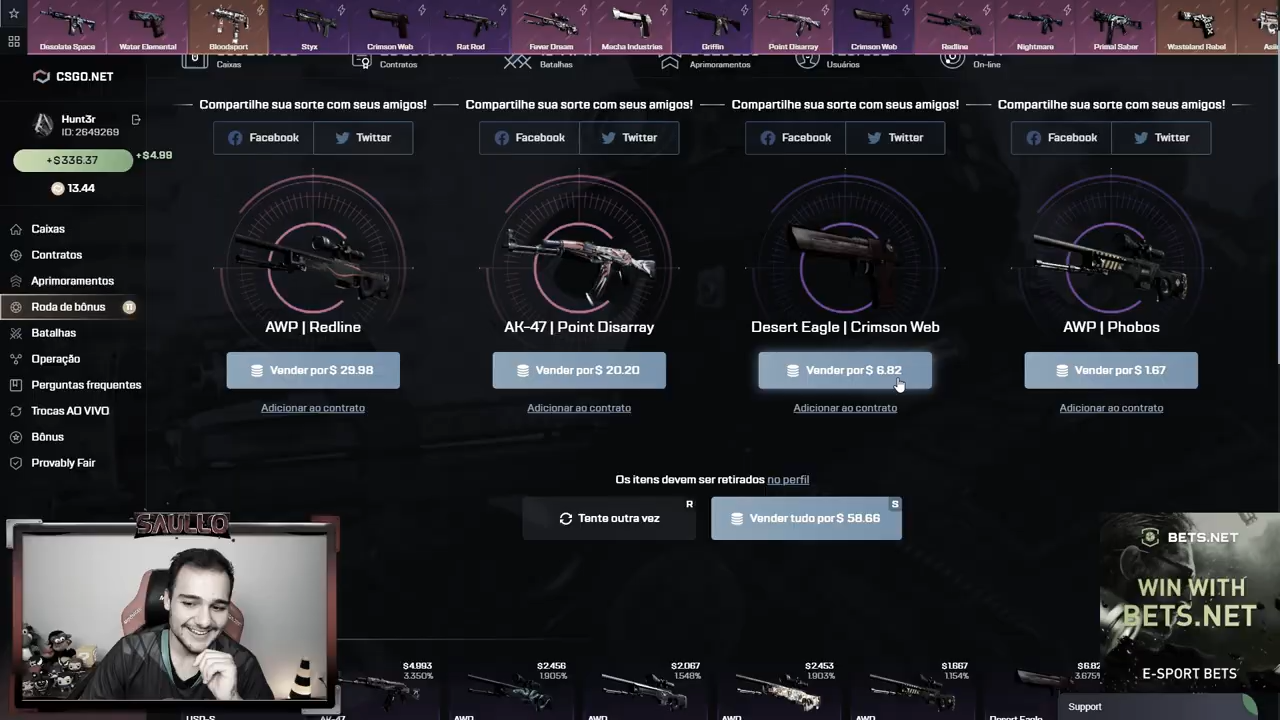 Desolate Space
Water Elemental
Bloodsport
Styx
Crimson Web
Rat Rod
Fever Dream
Mecha Industries
Griffin
Point Disarray
Crimson Web
Redline
Nightmare
Primal Saber
Wasteland Rebel
CSGO.NET
Caixas
Contratos
Batalhas
Aprimoramentos
Usuários
On-line
Hunt3r
ID: 2649269
+$336.37
+$4.99
13.44
Caixas
Contratos
Aprimoramentos
Roda de bônus
Batalhas
Operação
Perguntas frequentes
Trocas AO VIVO
Bônus
Provably Fair
Compartilhe sua sorte com seus amigos!
Facebook
Twitter
AWP | Redline
Vender por $ 29.98
Adicionar ao contrato
Compartilhe sua sorte com seus amigos!
Facebook
Twitter
AK-47 | Point Disarray
Vender por $ 20.20
Adicionar ao contrato
Compartilhe sua sorte com seus amigos!
Facebook
Twitter
Desert Eagle | Crimson Web
Vender por $ 6.82
Adicionar ao contrato
Compartilhe sua sorte com seus amigos!
Facebook
Twitter
AWP | Phobos
Vender por $ 1.67
Adicionar ao contrato
Os itens devem ser retirados no perfil
Tente outra vez
R
Vender tudo por $ 58.66
S
SAULLO
BETS.NET
WIN WITH
BETS.NET
E-SPORT BETS
$4.993
3.350%
$2.456
1.905%
$2.067
1.548%
$2.453
1.903%
$1.667
1.154%
$6.82
3.675%
USP-S
AK-47
AWP
AWP
AWP
AWP
Desert Eagle
Support